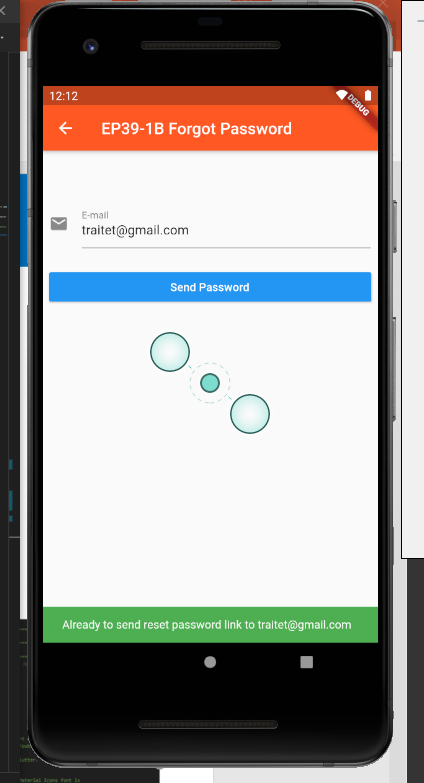 12:12
DEBUG
EP39-1B Forgot Password
E-mail
traitet@gmail.com
Send Password
Already to send reset password link to traitet@gmail.com